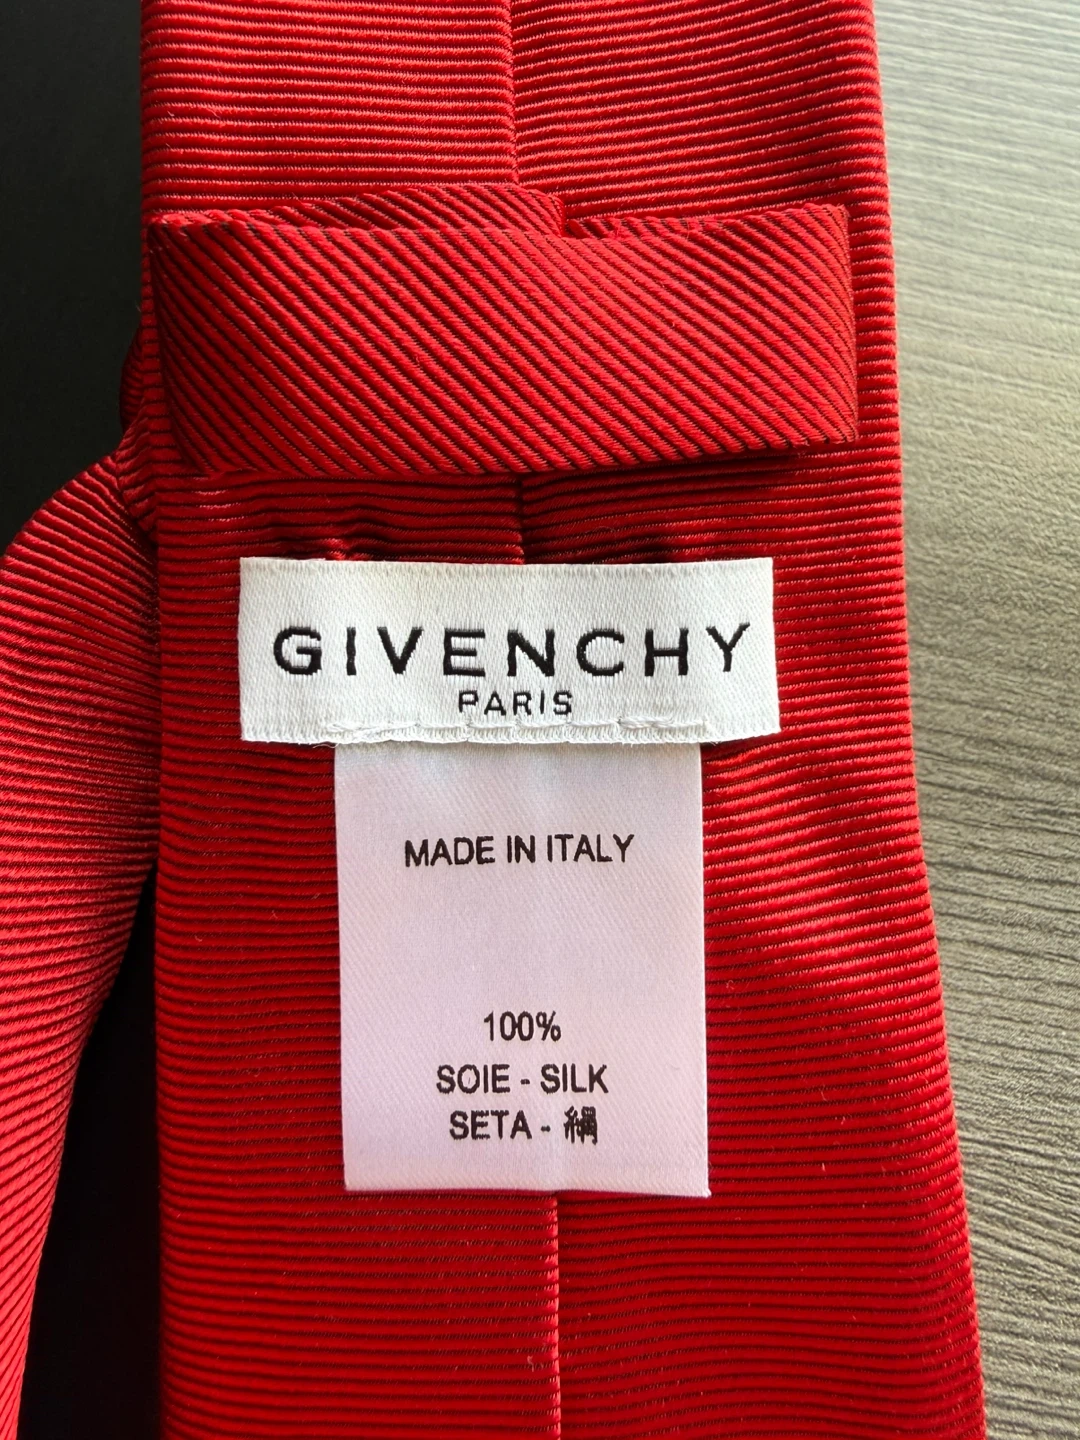 GIVENCHY
PARIS
MADE IN ITALY
100%
SOIE - SILK
SETA - 絹